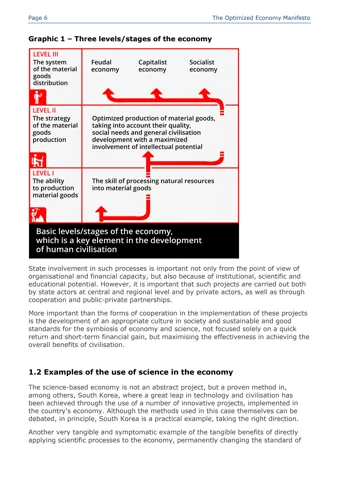 Page 6
The Optimized Economy Manifesto
Graphic 1 – Three levels/stages of the economy
LEVEL III
The system
of the material
goods
distribution
Feudal
economy
Capitalist
economy
Socialist
economy
LEVEL II
The strategy
of the material
goods
production
Optimized production of material goods,
taking into account their quality,
social needs and general civilisation
development with a maximized
involvement of intellectual potential
LEVEL I
The ability
to production
material goods
The skill of processing natural resources
into material goods
Basic levels/stages of the economy,
which is a key element in the development
of human civilisation
State involvement in such processes is important not only from the point of view of
organisational and financial capacity, but also because of institutional, scientific and
educational potential. However, it is important that such projects are carried out both
by state actors at central and regional level and by private actors, as well as through
cooperation and public-private partnerships.
More important than the forms of cooperation in the implementation of these projects
is the development of an appropriate culture in society and sustainable and good
standards for the symbiosis of economy and science, not focused solely on a quick
return and short-term financial gain, but maximising the effectiveness in achieving the
overall benefits of civilisation.
1.2 Examples of the use of science in the economy
The science-based economy is not an abstract project, but a proven method in,
among others, South Korea, where a great leap in technology and civilisation has
been achieved through the use of a number of innovative projects, implemented in
the country's economy. Although the methods used in this case themselves can be
debated, in principle, South Korea is a practical example, taking the right direction.
Another very tangible and symptomatic example of the tangible benefits of directly
applying scientific processes to the economy, permanently changing the standard of